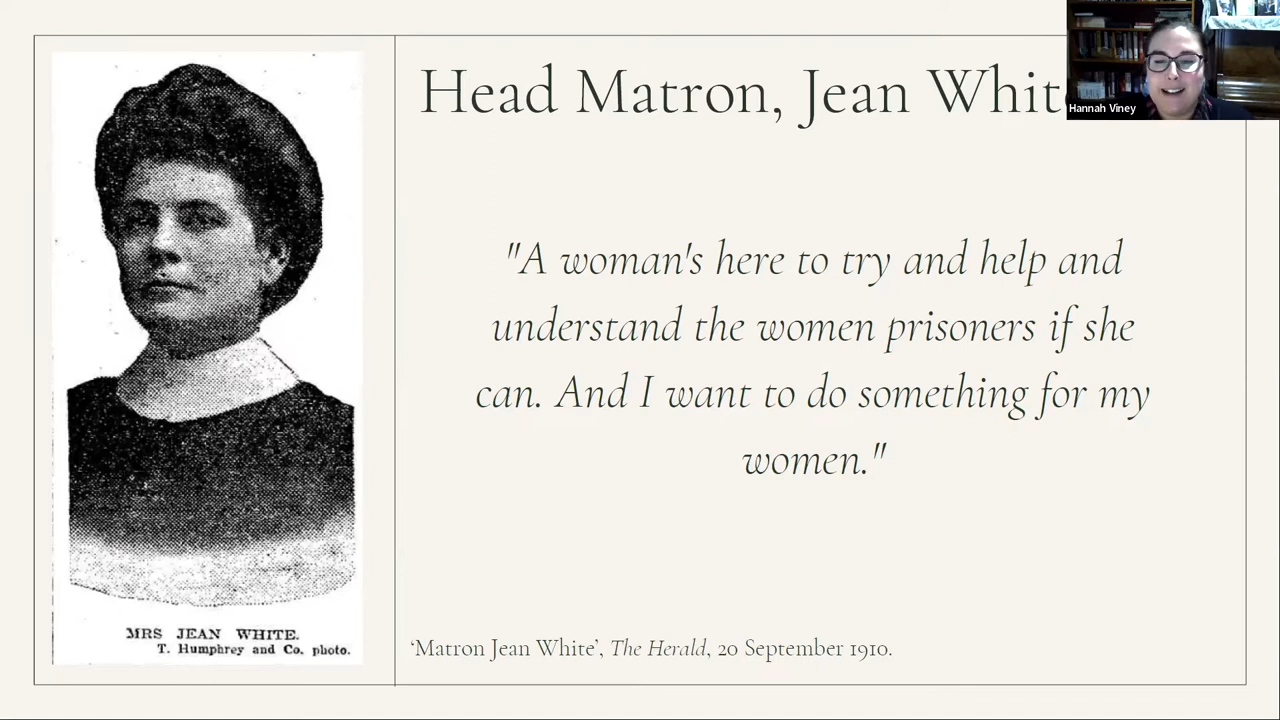 Head Matron, Jean Whit
Hannah Viney
"A woman's here to try and help and
understand the women prisoners if she
can. And I want to do something for my
women."
MRS JEAN WHITE.
T. Humphrey and Co. photo.
‘Matron Jean White’, The Herald, 20 September 1910.